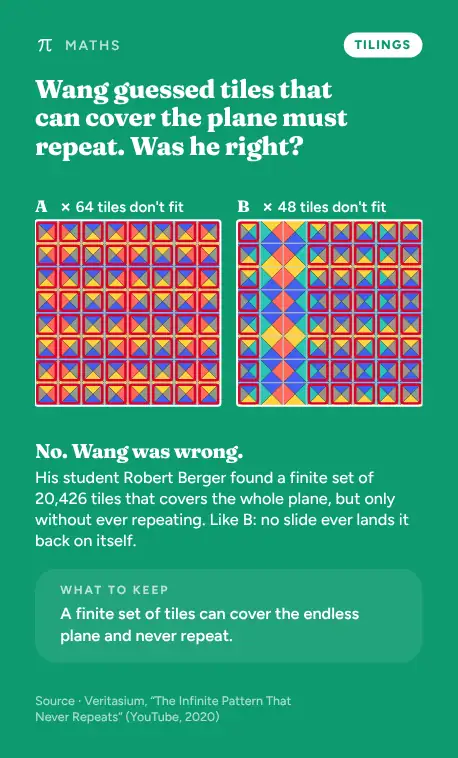 π MATHS
TILINGS
Wang guessed tiles that
can cover the plane must
repeat. Was he right?
A × 64 tiles don't fit
B × 48 tiles don't fit
No. Wang was wrong.
His student Robert Berger found a finite set of
20,426 tiles that covers the whole plane, but only
without ever repeating. Like B: no slide ever lands it
back on itself.
WHAT TO KEEP
A finite set of tiles can cover the endless
plane and never repeat.
Source · Veritasium, “The Infinite Pattern That
Never Repeats” (YouTube, 2020)